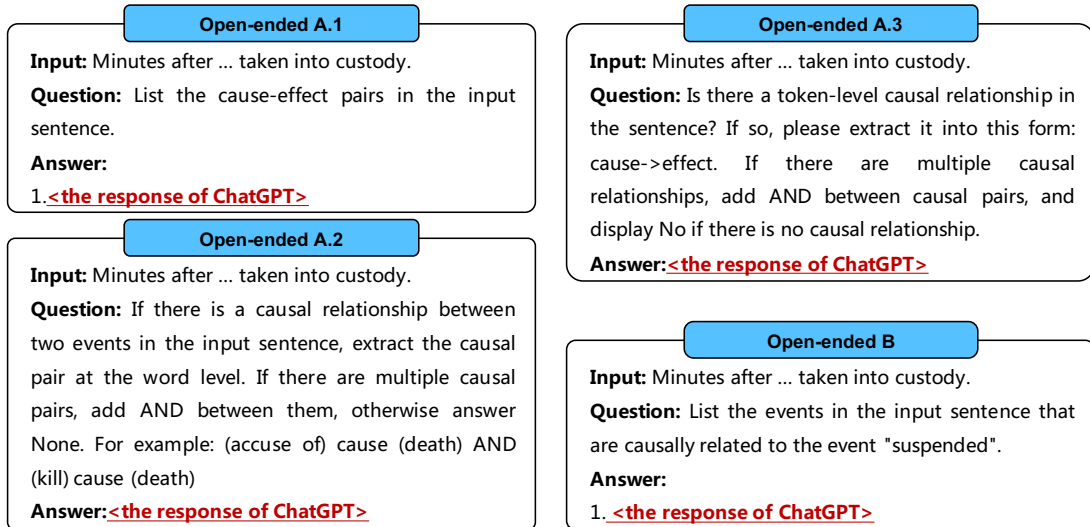 Open-ended A.1
Input: Minutes after ... taken into custody.
Question: List the cause-effect pairs in the input
sentence.
Answer:
1.<the response of ChatGPT>
Open-ended A.2
Input: Minutes after ... taken into custody.
Question: If there is a causal relationship between
two events in the input sentence, extract the causal
pair at the word level. If there are multiple causal
pairs, add AND between them, otherwise answer
None. For example: (accuse of) cause (death) AND
(kill) cause (death)
Answer:<the response of ChatGPT>
Open-ended A.3
Input: Minutes after ... taken into custody.
Question: Is there a token-level causal relationship in
the sentence? If so, please extract it into this form:
cause->effect. If there are multiple causal
relationships, add AND between causal pairs, and
display No if there is no causal relationship.
Answer:<the response of ChatGPT>
Open-ended B
Input: Minutes after ... taken into custody.
Question: List the events in the input sentence that
are causally related to the event "suspended".
Answer:
1. <the response of ChatGPT>